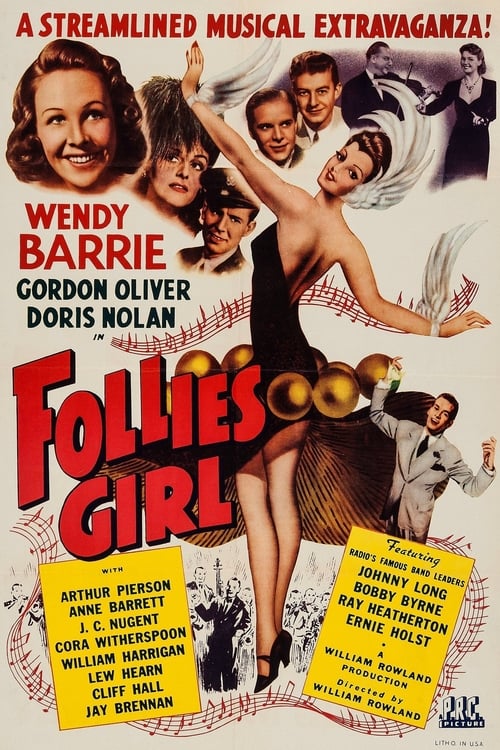 A STREAMLINED MUSICAL EXTRAVAGANZA!
WENDY
BARRIE
GORDON OLIVER
DORIS NOLAN
IN
FOLLIES
GIRL
WITH
ARTHUR PIERSON
ANNE BARRETT
J. C. NUGENT
CORA WITHERSPOON
WILLIAM HARRIGAN
LEW HEARN
CLIFF HALL
JAY BRENNAN
Featuring
RADIO'S FAMOUS BAND LEADERS
JOHNNY LONG
BOBBY BYRNE
RAY HEATHERTON
ERNIE HOLST
A
WILLIAM ROWLAND
PRODUCTION
Directed by
WILLIAM ROWLAND
P.R.C.
PICTURE
LITHO. IN U.S.A.